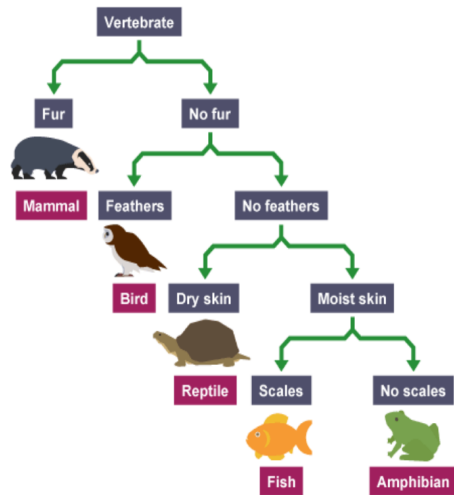 Vertebrate
Fur
No fur
Mammal
Feathers
No feathers
Bird
Dry skin
Moist skin
Reptile
Scales
No scales
Fish
Amphibian